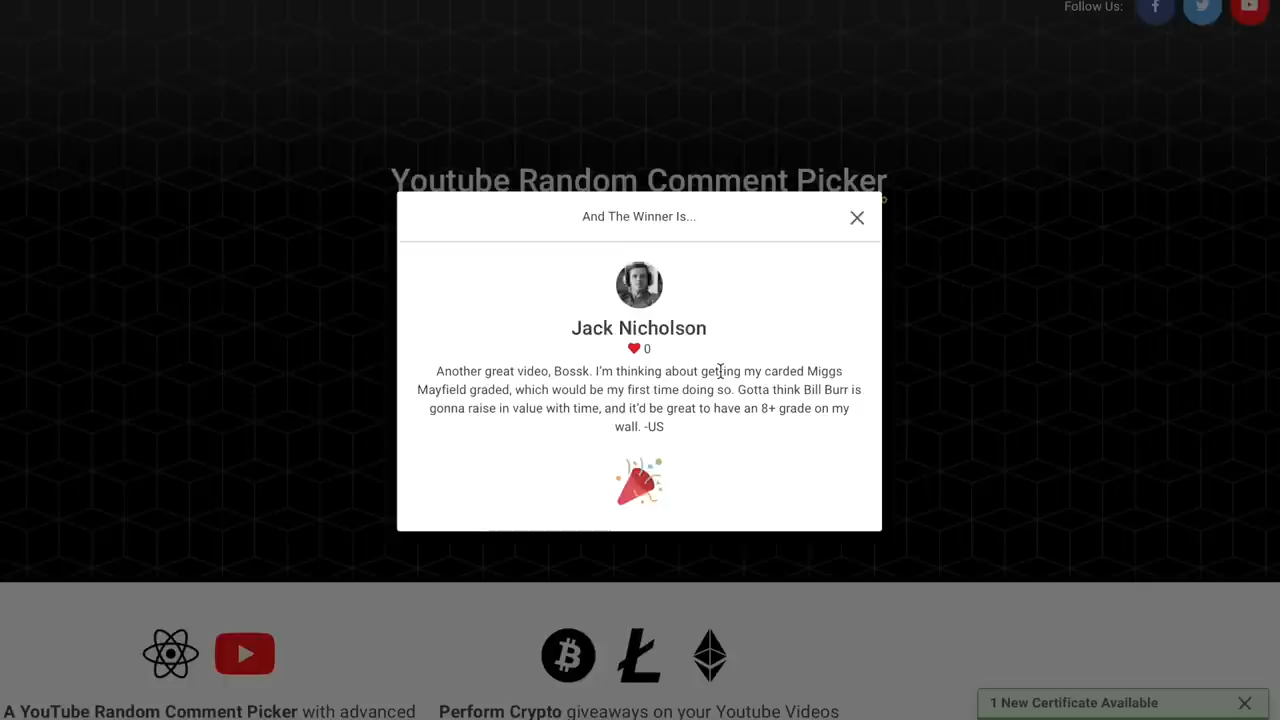 Follow Us:
Youtube Random Comment Picker
And The Winner Is...
Jack Nicholson
0
Another great video, Bossk. I'm thinking about getting my carded Miggs
Mayfield graded, which would be my first time doing so. Gotta think Bill Burr is
gonna raise in value with time, and it'd be great to have an 8+ grade on my
wall. -US
A YouTube Random Comment Picker with advanced
Perform Crypto giveaways on your Youtube Videos
1 New Certificate Available